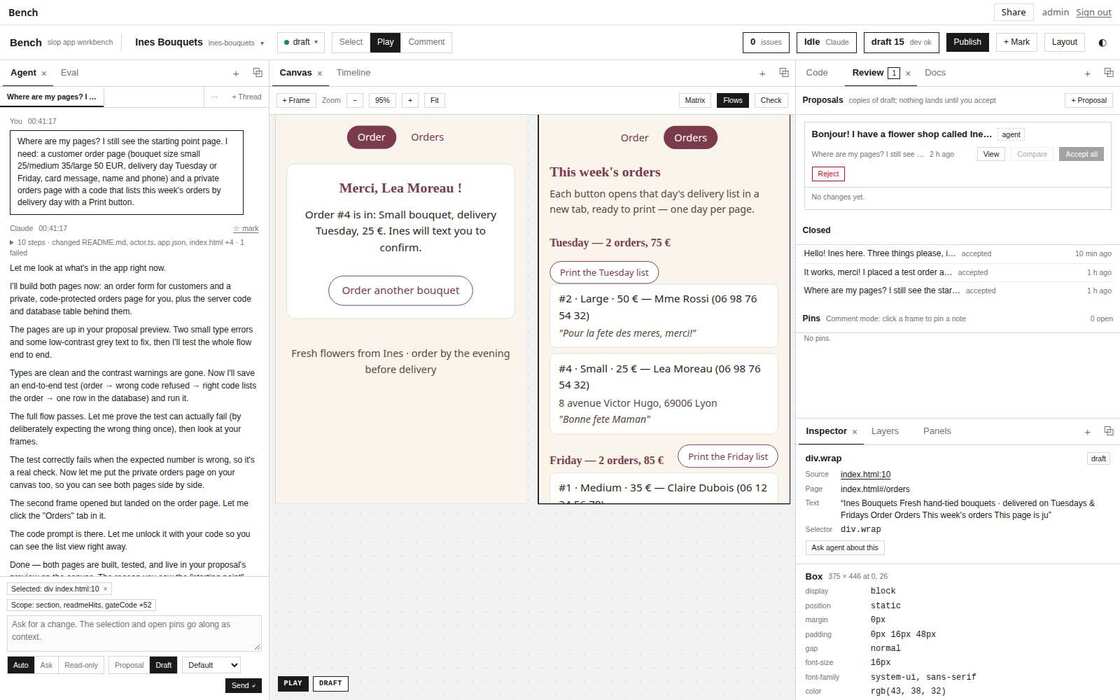 Bench
Share admin Sign out
Bench slop app workbench Ines Bouquets ines-bouquets ▾ draft ▾ Select Play Comment 0 issues Idle Claude draft 15 dev ok Publish + Mark Layout
Agent × Eval +
Where are my pages? I … ··· + Thread
You 00:41:17
Where are my pages? I still see the starting point page. I
need: a customer order page (bouquet size small
25/medium 35/large 50 EUR, delivery day Tuesday or
Friday, card message, name and phone) and a private
orders page with a code that lists this week's orders by
delivery day with a Print button.
Claude 00:41:17 ☆ mark
▸ 10 steps · changed README.md, actor.ts, app.json, index.html +4 · 1
failed
Let me look at what's in the app right now.
I'll build both pages now: an order form for customers and a
private, code-protected orders page for you, plus the server code
and database table behind them.
The pages are up in your proposal preview. Two small type errors
and some low-contrast grey text to fix, then I'll test the whole flow
end to end.
Types are clean and the contrast warnings are gone. Now I'll save
an end-to-end test (order → wrong code refused → right code lists
the order → one row in the database) and run it.
The full flow passes. Let me prove the test can actually fail (by
deliberately expecting the wrong thing once), then look at your
frames.
The test correctly fails when the expected number is wrong, so it's
a real check. Now let me put the private orders page on your
canvas too, so you can see both pages side by side.
The second frame opened but landed on the order page. Let me
click the "Orders" tab in it.
The code prompt is there. Let me unlock it with your code so you
can see the list view right away.
Done — both pages are built, tested, and live in your proposal's
Selected: div index.html:10 ×
Scope: section, readmeHits, gateCode +52
Ask for a change. The selection and open pins go along as
context.
Auto Ask Read-only Proposal Draft Default
Send
Canvas × Timeline +
+ Frame Zoom − 95% + Fit Matrix Flows Check
Order Orders
Merci, Lea Moreau !
Order #4 is in: Small bouquet, delivery
Tuesday, 25 €. Ines will text you to
confirm.
Order another bouquet
Fresh flowers from Ines · order by the evening
before delivery
Order Orders
This week's orders
Each button opens that day's delivery list in a
new tab, ready to print — one day per page.
Tuesday — 2 orders, 75 €
Print the Tuesday list
#2 · Large · 50 € — Mme Rossi (06 98 76
54 32)
"Pour la fete des meres, merci!"
#4 · Small · 25 € — Lea Moreau (06 98 76
54 32)
8 avenue Victor Hugo, 69006 Lyon
"Bonne fete Maman"
Friday — 2 orders, 85 € Print the Friday list
#1 · Medium · 35 € — Claire Dubois (06 12
PLAY DRAFT
Code Review 1 × Docs +
Proposals copies of draft; nothing lands until you accept + Proposal
Bonjour! I have a flower shop called Ine… agent
Where are my pages? I still see … 2 h ago View Compare Accept all
Reject
No changes yet.
Closed
Hello! Ines here. Three things please, i… accepted 10 min ago
It works, merci! I placed a test order a… accepted 1 h ago
Where are my pages? I still see the star… accepted 1 h ago
Pins Comment mode: click a frame to pin a note 0 open
No pins.
Inspector × Layers Panels +
div.wrap draft
Source index.html:10
Page index.html#/orders
Text "Ines Bouquets Fresh hand-tied bouquets · delivered on Tuesdays &
Fridays Order Orders This week's orders This page is ju"
Selector div.wrap
Ask agent about this
Box 375 × 446 at 0, 26
display block
position static
margin 0px
padding 0px 16px 48px
gap normal
font-size 16px
font-family system-ui, sans-serif
color rgb(43, 38, 32)